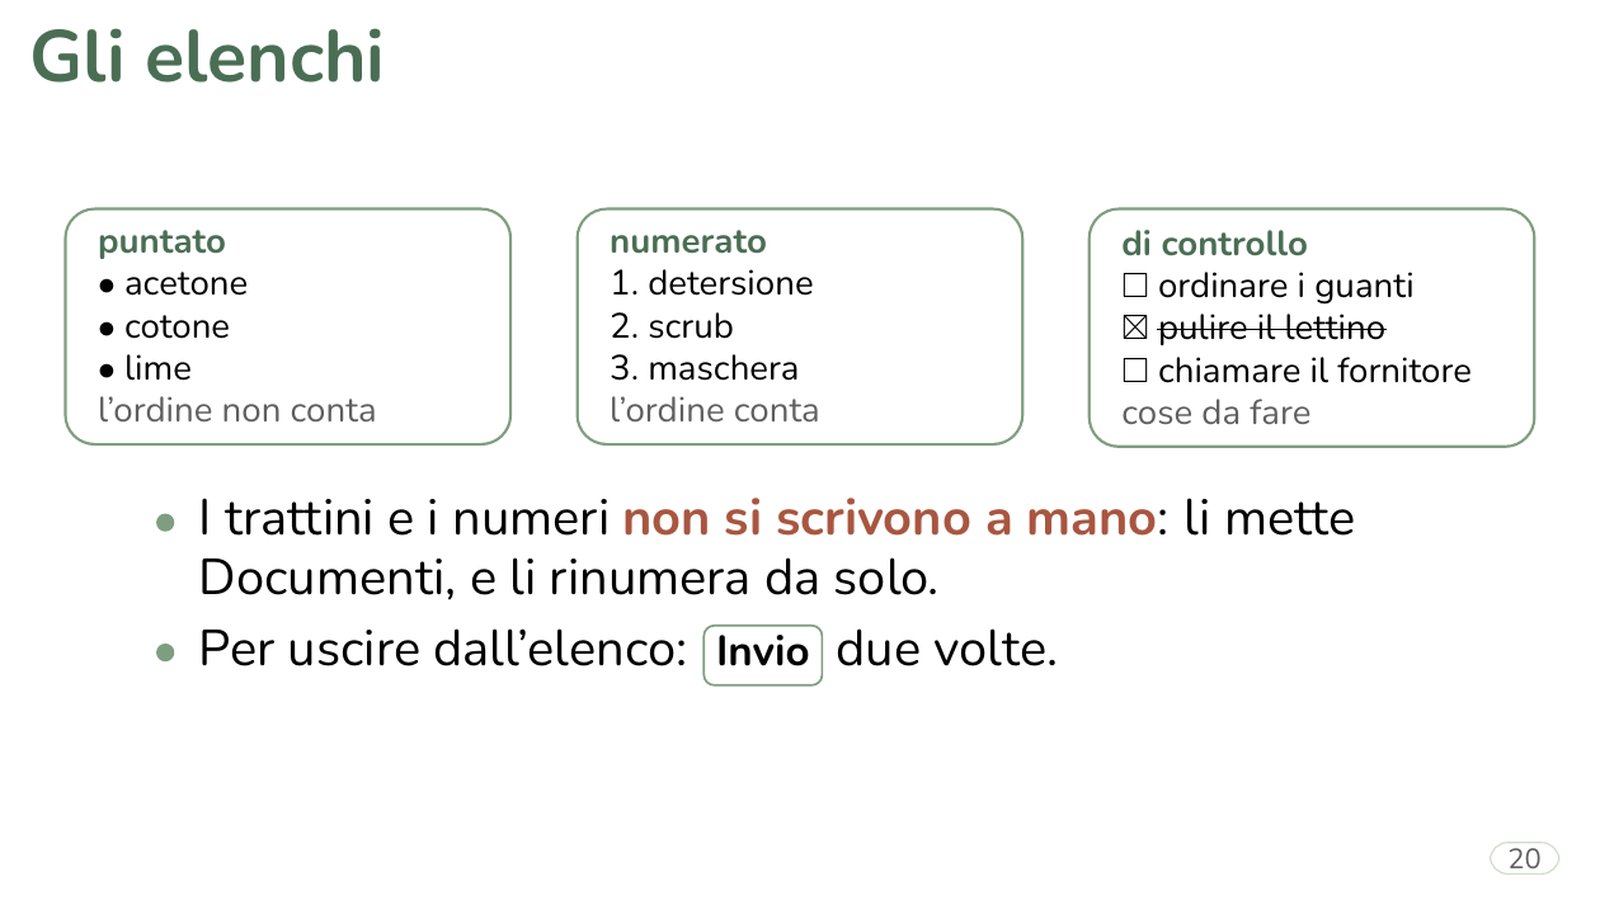 Gli elenchi
puntato
• acetone
• cotone
• lime
l’ordine non conta
numerato
1. detersione
2. scrub
3. maschera
l’ordine conta
di controllo
☐ ordinare i guanti
☒ pulire il lettino
☐ chiamare il fornitore
cose da fare
• I trattini e i numeri non si scrivono a mano: li mette
Documenti, e li rinumera da solo.
• Per uscire dall’elenco: Invio due volte.
20